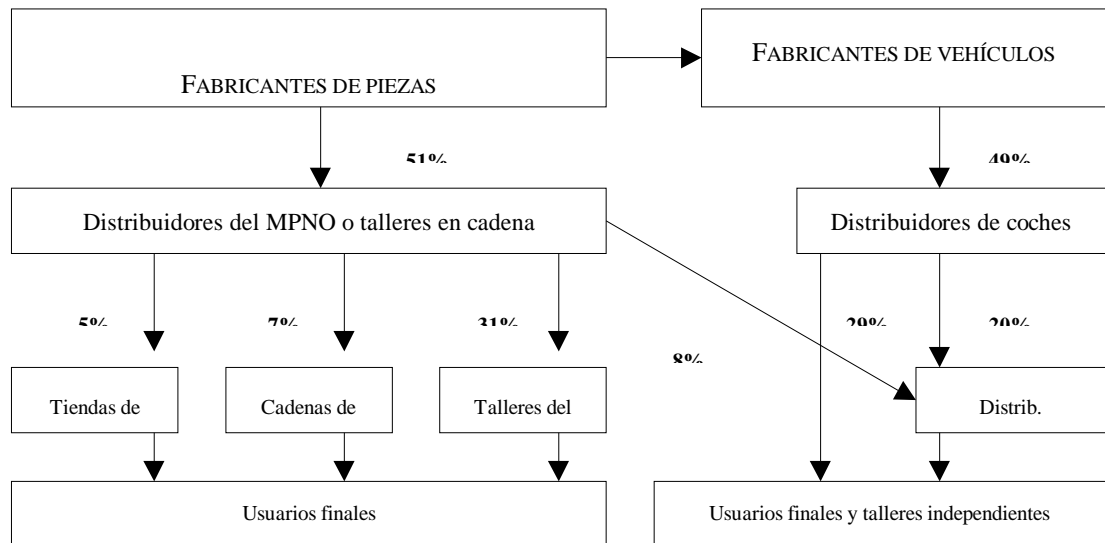 FABRICANTES DE VEHÍCULOS
FABRICANTES DE PIEZAS
51%
49%
Distribuidores del MPNO o talleres en cadena
Distribuidores de coches
5%
7%
31%
29%
20%
8%
Tiendas de
Cadenas de
Talleres del
Distrib.
Usuarios finales
Usuarios finales y talleres independientes